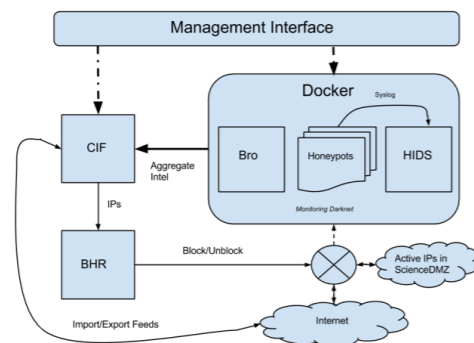 Management Interface
Docker
Syslog
CIF
Bro
Honeypots
HIDS
Aggregate
Intel
IPs
Monitoring Darknet
BHR
Block/Unblock
Active IPs in
ScienceDMZ
Import/Export Feeds
Internet